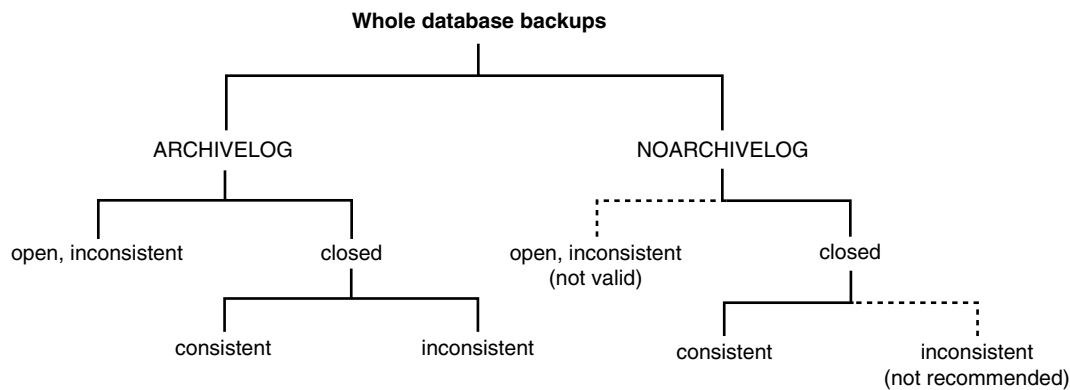 Whole database backups
ARCHIVELOG
NOARCHIVELOG
open, inconsistent
closed
open, inconsistent
(not valid)
closed
consistent
inconsistent
consistent
inconsistent
(not recommended)